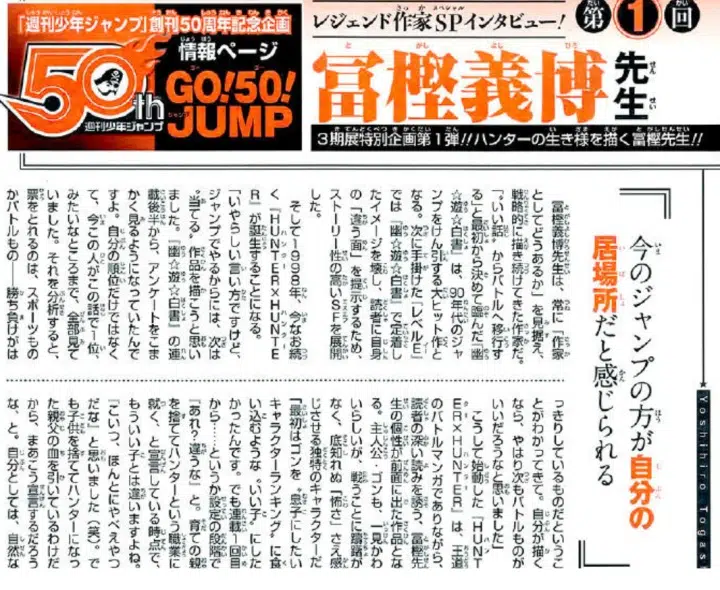 『週刊少年ジャンプ』創刊50周年記念企画
50th
週刊少年ジャンプ
情報ページ
GO!50!
JUMP
レジェンド作家SPインタビュー!
第1回
冨樫義博先生
3期展特別企画第1弾!!ハンターの生き様を描く冨樫先生!!
今のジャンプの方が自分の
居場所だと感じられる
Yoshihiro Togas
冨樫義博先生は、常に「作家
としてどうあるか」を見据え、
戦略的に描き続けてきた作家だ。
“いい話”からバトルへ移行す
る”と最初から決めて臨んだ『幽
☆遊☆白書』は、90年代のジャ
ンプをけん引する大ヒット作と
なる。次に手掛けた『レベルE』
では『幽☆遊☆白書』で定着し
たイメージを壊し、読者に自身
の「違う面」を提示するため、
ストーリー性の高いSFを展開
した。
そして1998年、今なお続
く『HUNTER×HUNTE
R』が誕生することになる。
「いやらしい言い方ですけど、
ジャンプでやるからには、次は
“当てる”作品を描こうと思い
ました。『幽☆遊☆白書』の連
載後半から、アンケートをこま
かく見るようになっていたんで
すよ。自分の順位だけではなく
て、今この人がこの話で1位、
みたいなところまで、全部見て
いました。それを分析すると、
票をとれるのは、スポーツもの
かバトルもの――勝ち負けがは
っきりしているものだというこ
とがわかってきて。自分が描く
なら、やはり次もバトルものが
いいだろうなと思いました」
こうして始動した『HUNT
ER×HUNTER』は、王道
のバトルマンガでありながら、
読者の深い読みを誘う、冨樫先
生の個性が前面に出た作品とな
る。主人公・ゴンも、一見かわ
いらしいが、戦うことに躊躇が
なく、底知れぬ“怖さ”さえ感
じさせる独特のキャラクターだ。
「最初はゴンを“息子にしたい
キャラクターランキング”に食
い込むような“いい子”にした
かったんです。でも連載1回目
から…というか設定の段階で
「あれ?違うな」と。育ての親
を捨ててハンターという職業に
就く、と宣言している時点で、
もういい子とは違いますよね。
「こいつ、ほんとにやべえやつ
だな」と思いました(笑)。で
も子供を捨ててハンターになっ
た親父の血を引いているわけだ
から、まあこう宣言するだろう
な、と。自分としては、自然な